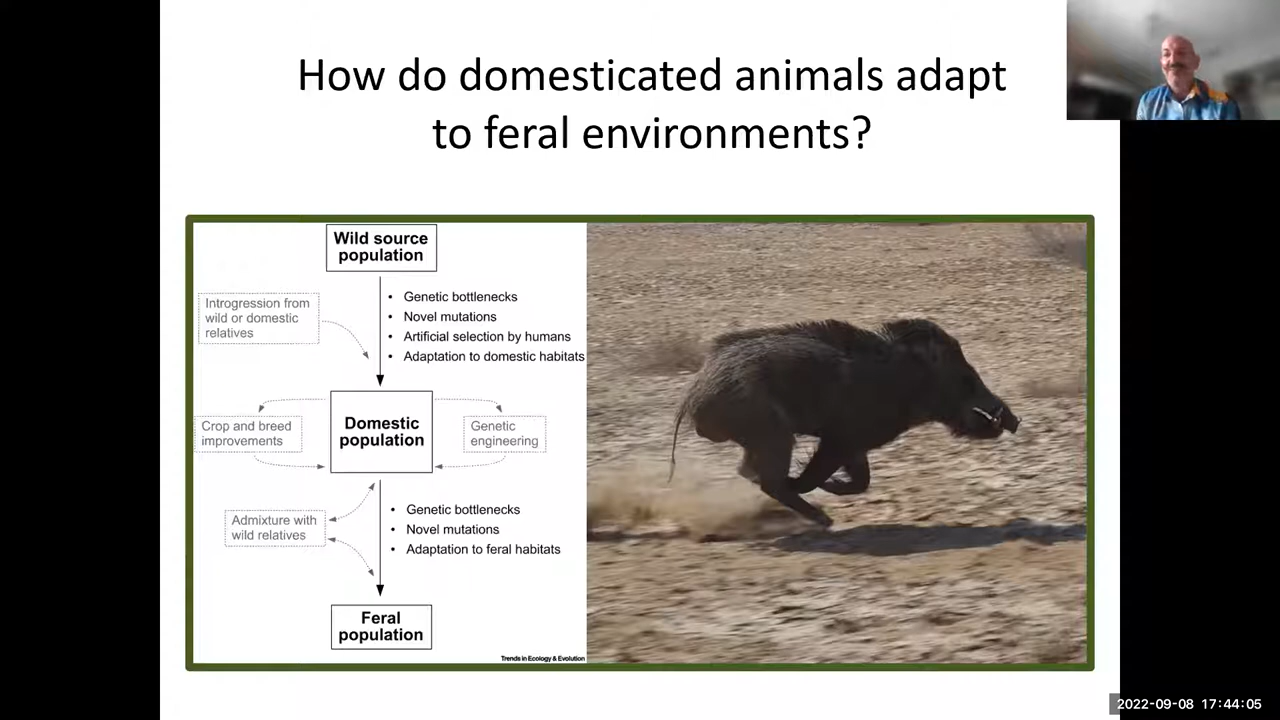 How do domesticated animals adapt
to feral environments?
Wild source
population
Introgression from
wild or domestic
relatives
• Genetic bottlenecks
• Novel mutations
• Artificial selection by humans
• Adaptation to domestic habitats
Crop and breed
improvements
Domestic
population
Genetic
engineering
Admixture with
wild relatives
• Genetic bottlenecks
• Novel mutations
• Adaptation to feral habitats
Feral
population
Trends in Ecology & Evolution
2022-09-08 17:44:05